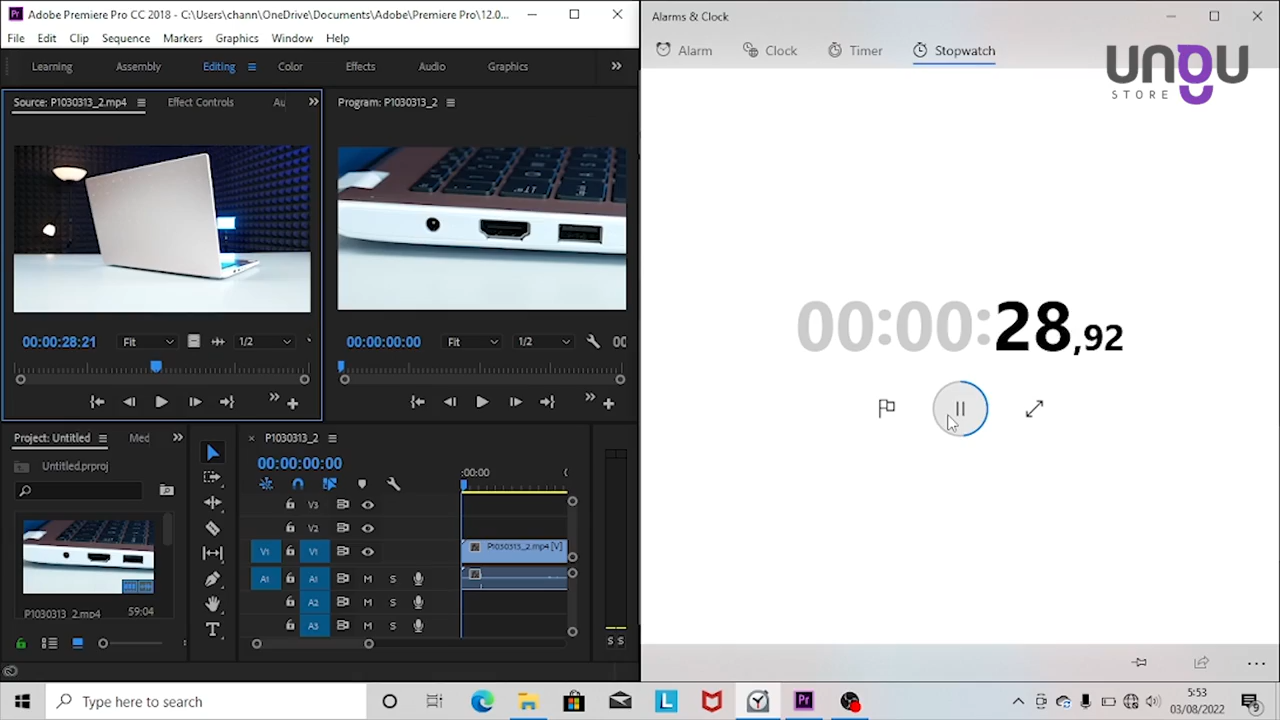 Adobe Premiere Pro CC 2018 - C:\Users\chann\OneDrive\Documents\Adobe\Premiere Pro\12.0...
File Edit Clip Sequence Markers Graphics Window Help
Learning Assembly Editing Color Effects Audio Graphics
Source: P1030313_2.mp4 Effect Controls Au
Program: P1030313_2
00:00:28:21 Fit 1/2
00:00:00:00 Fit 1/2 00
Project: Untitled Med
Untitled.prproj
P1030313_2.mp4 59:04
P1030313_2
00:00:00:00
:00:00
V3
V2
V1 V1 P1030313_2.mp4 [V]
A1 A1 M S
A2 M S
A3 M S
S S
Alarms & Clock
Alarm Clock Timer Stopwatch
ungu
STORE
00:00:28,92
Type here to search
5:53
03/08/2022
9